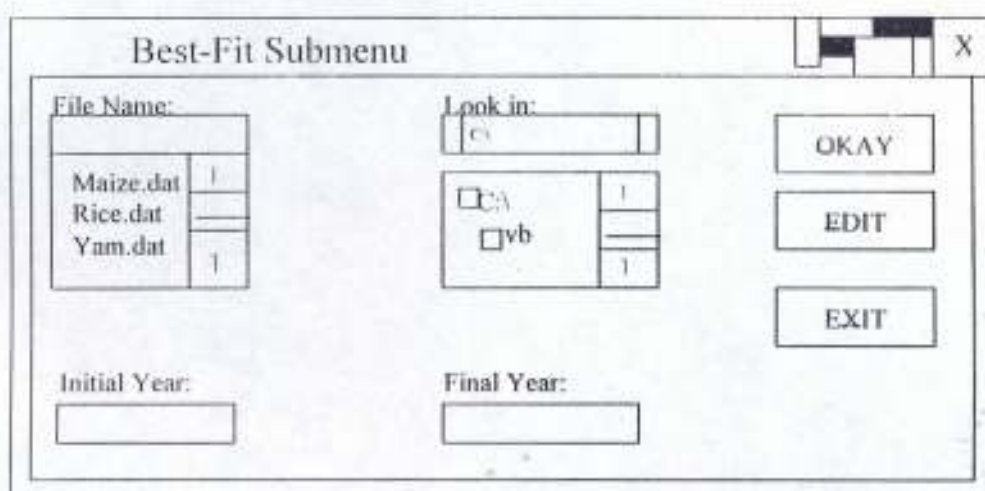 Best-Fit Submenu
X
File Name:
Look in:
C\
OKAY
Maize.dat
Rice.dat
Yam.dat
C:\
vb
EDIT
EXIT
Initial Year:
Final Year: